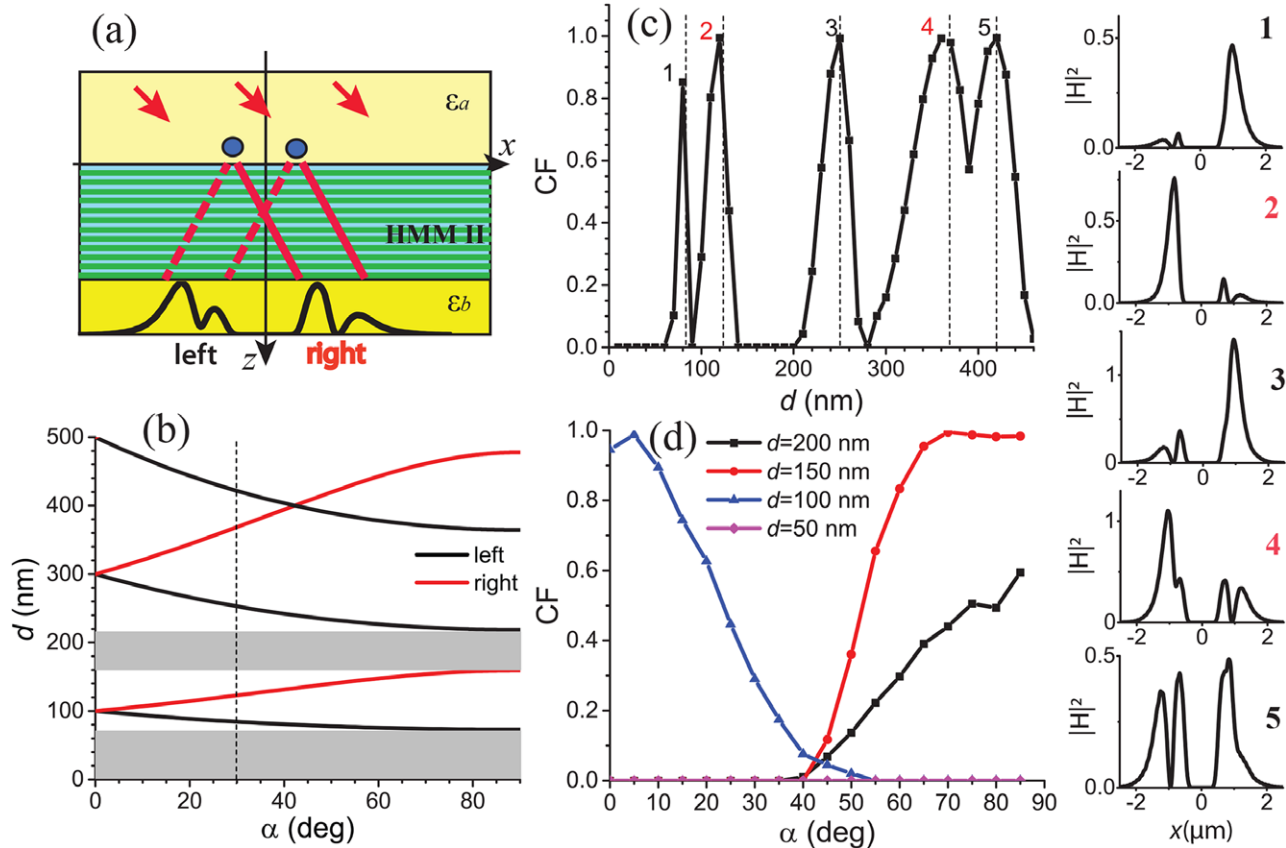 (a)
εa
x
HMM II
εb
left
right
z
(b)
500
400
300
200
100
0
d (nm)
left
right
0
20
40
60
80
α (deg)
(c)
1.0
0.8
0.6
0.4
0.2
0.0
CF
1
2
3
4
5
0
100
200
300
400
d (nm)
(d)
1.0
0.8
0.6
0.4
0.2
0.0
CF
d=200 nm
d=150 nm
d=100 nm
d=50 nm
0 10 20 30 40 50 60 70 80 90
α (deg)
1
|H|²
0.5
0.0
-2 0 2
2
|H|²
0.5
0.0
-2 0 2
3
|H|²
1
0
-2 0 2
4
|H|²
1
0
-2 0 2
5
|H|²
0.5
0.0
-2 0 2
x(μm)